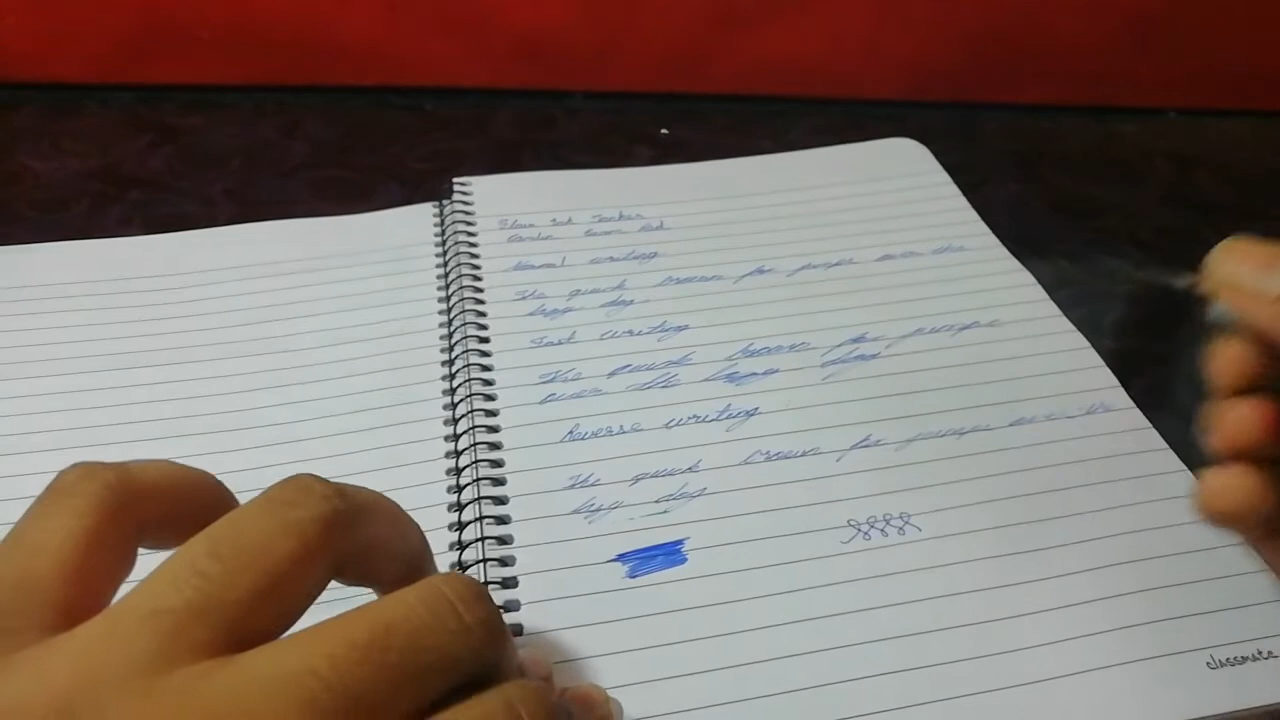 Normal writing
The quick brown fox jumps over the
lazy dog
Fast writing
The quick brown fox jumps
over the lazy dog
Reverse writing
The quick brown fox jumps over the
lazy dog
classmate